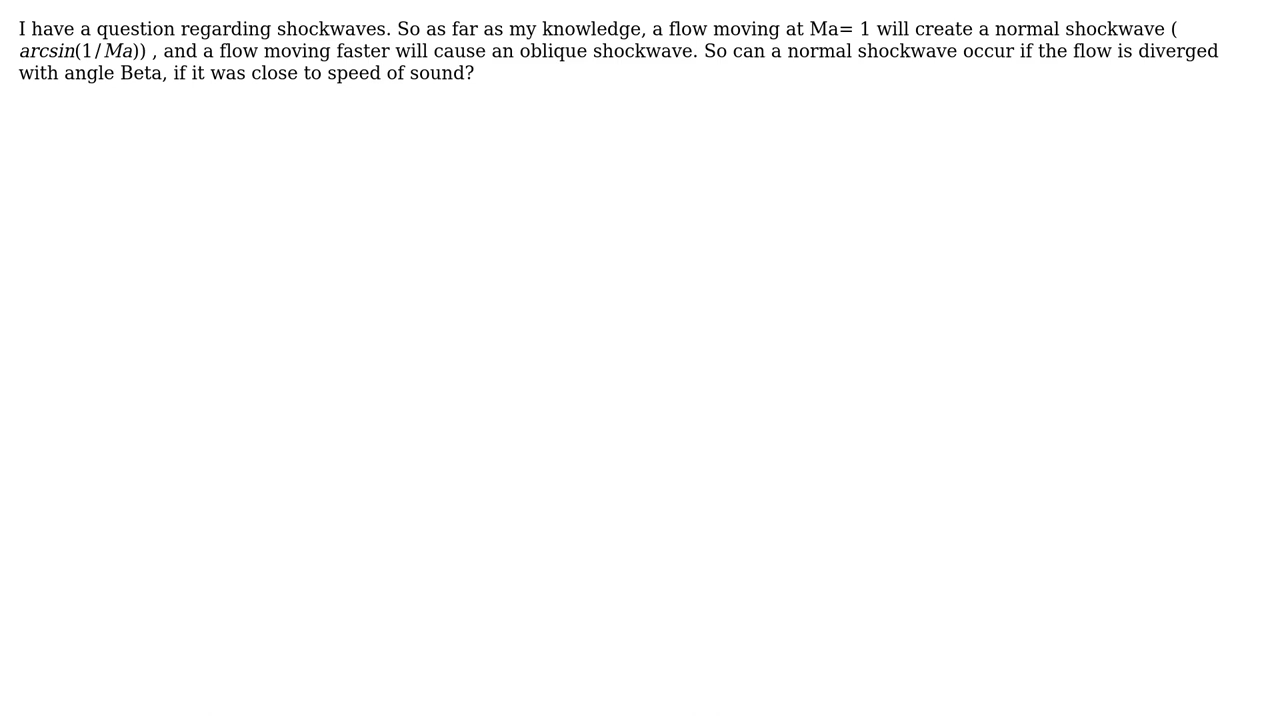 I have a question regarding shockwaves. So as far as my knowledge, a flow moving at Ma= 1 will create a normal shockwave (
arcsin(1/Ma)) , and a flow moving faster will cause an oblique shockwave. So can a normal shockwave occur if the flow is diverged
with angle Beta, if it was close to speed of sound?